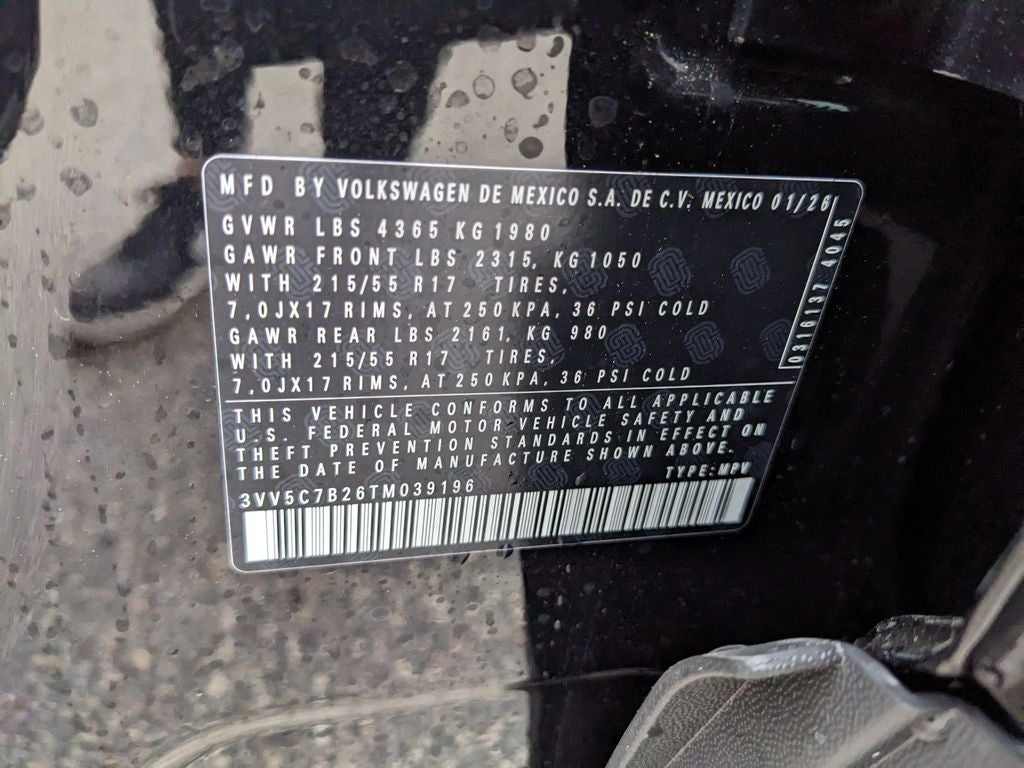 MFD BY VOLKSWAGEN DE MEXICO S.A. DE C.V. MEXICO 01/26
GVWR LBS 4365 KG 1980
GAWR FRONT LBS 2315, KG 1050
WITH 215/55 R17 TIRES,
7,0JX17 RIMS, AT 250 KPA, 36 PSI COLD
GAWR REAR LBS 2161, KG 980
WITH 215/55 R17 TIRES,
7,0JX17 RIMS, AT 250 KPA, 36 PSI COLD
0316137 4045
THIS VEHICLE CONFORMS TO ALL APPLICABLE
U.S. FEDERAL MOTOR VEHICLE SAFETY AND
THEFT PREVENTION STANDARDS IN EFFECT ON
THE DATE OF MANUFACTURE SHOWN ABOVE.
TYPE: MPV
3VV5C7B26TM039196